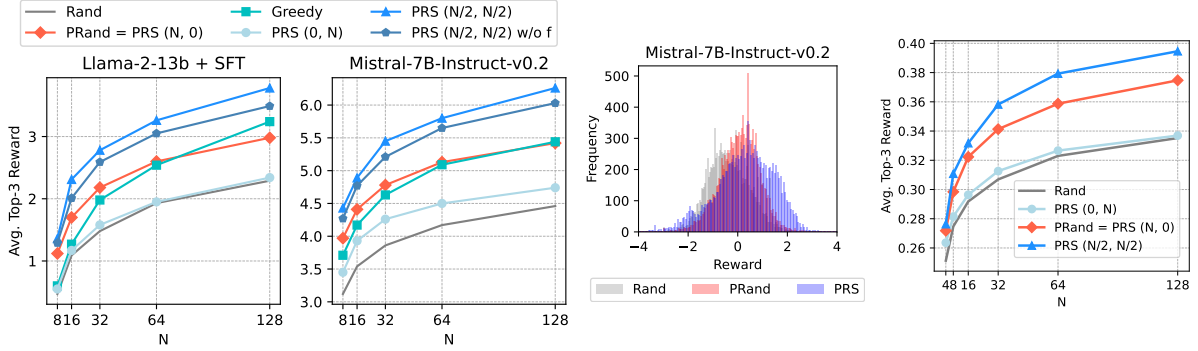 Rand
PRand = PRS (N, 0)
Greedy
PRS (0, N)
PRS (N/2, N/2)
PRS (N/2, N/2) w/o f
Llama-2-13b + SFT
Avg. Top-3 Reward
3
2
1
8 16 32 64 128
N
Mistral-7B-Instruct-v0.2
6.0
5.5
5.0
4.5
4.0
3.5
3.0
8 16 32 64 128
N
Mistral-7B-Instruct-v0.2
Frequency
500
400
300
200
100
0
−4 −2 0 2 4
Reward
Rand PRand PRS
Avg. Top-3 Reward
0.40
0.38
0.36
0.34
0.32
0.30
0.28
0.26
Rand
PRS (0, N)
PRand = PRS (N, 0)
PRS (N/2, N/2)
4 8 16 32 64 128
N